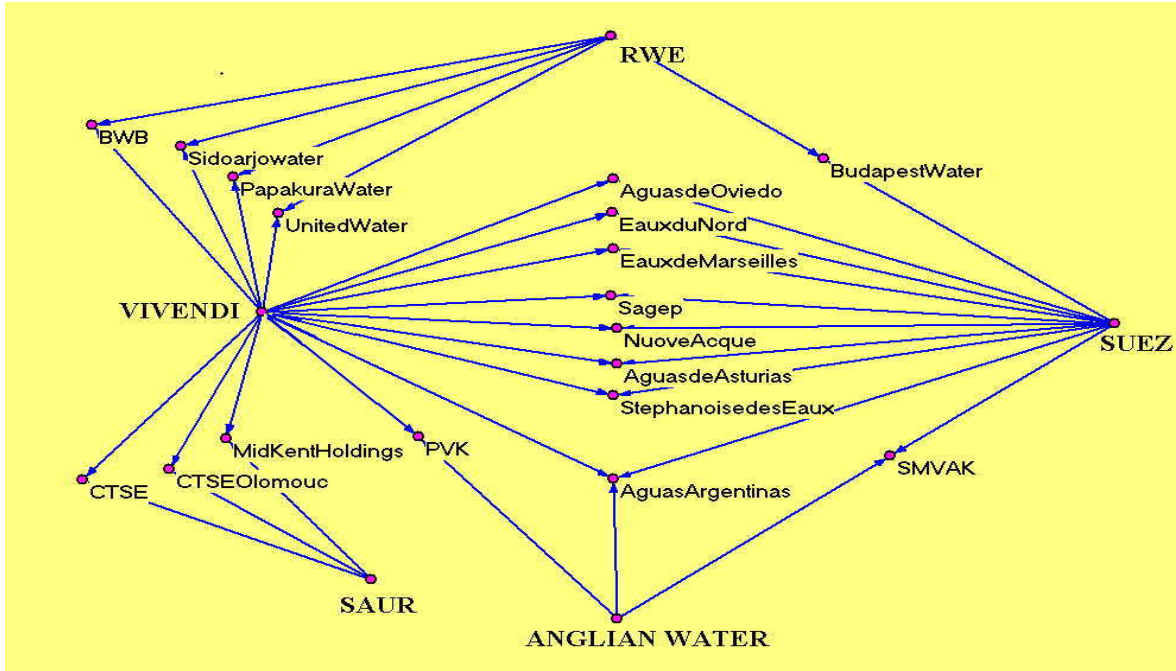 RWE
BWB
Sidoarjowater
BudapestWater
PapakuraWater
AguasdeOviedo
UnitedWater
EauxduNord
EauxdeMarseilles
VIVENDI
Sagep
NuoveAcque
SUEZ
AguasdeAsturias
StephanoisedesEaux
MidKentHoldings
PVK
SMVAK
CTSE
CTSEOlomouc
AguasArgentinas
SAUR
ANGLIAN WATER